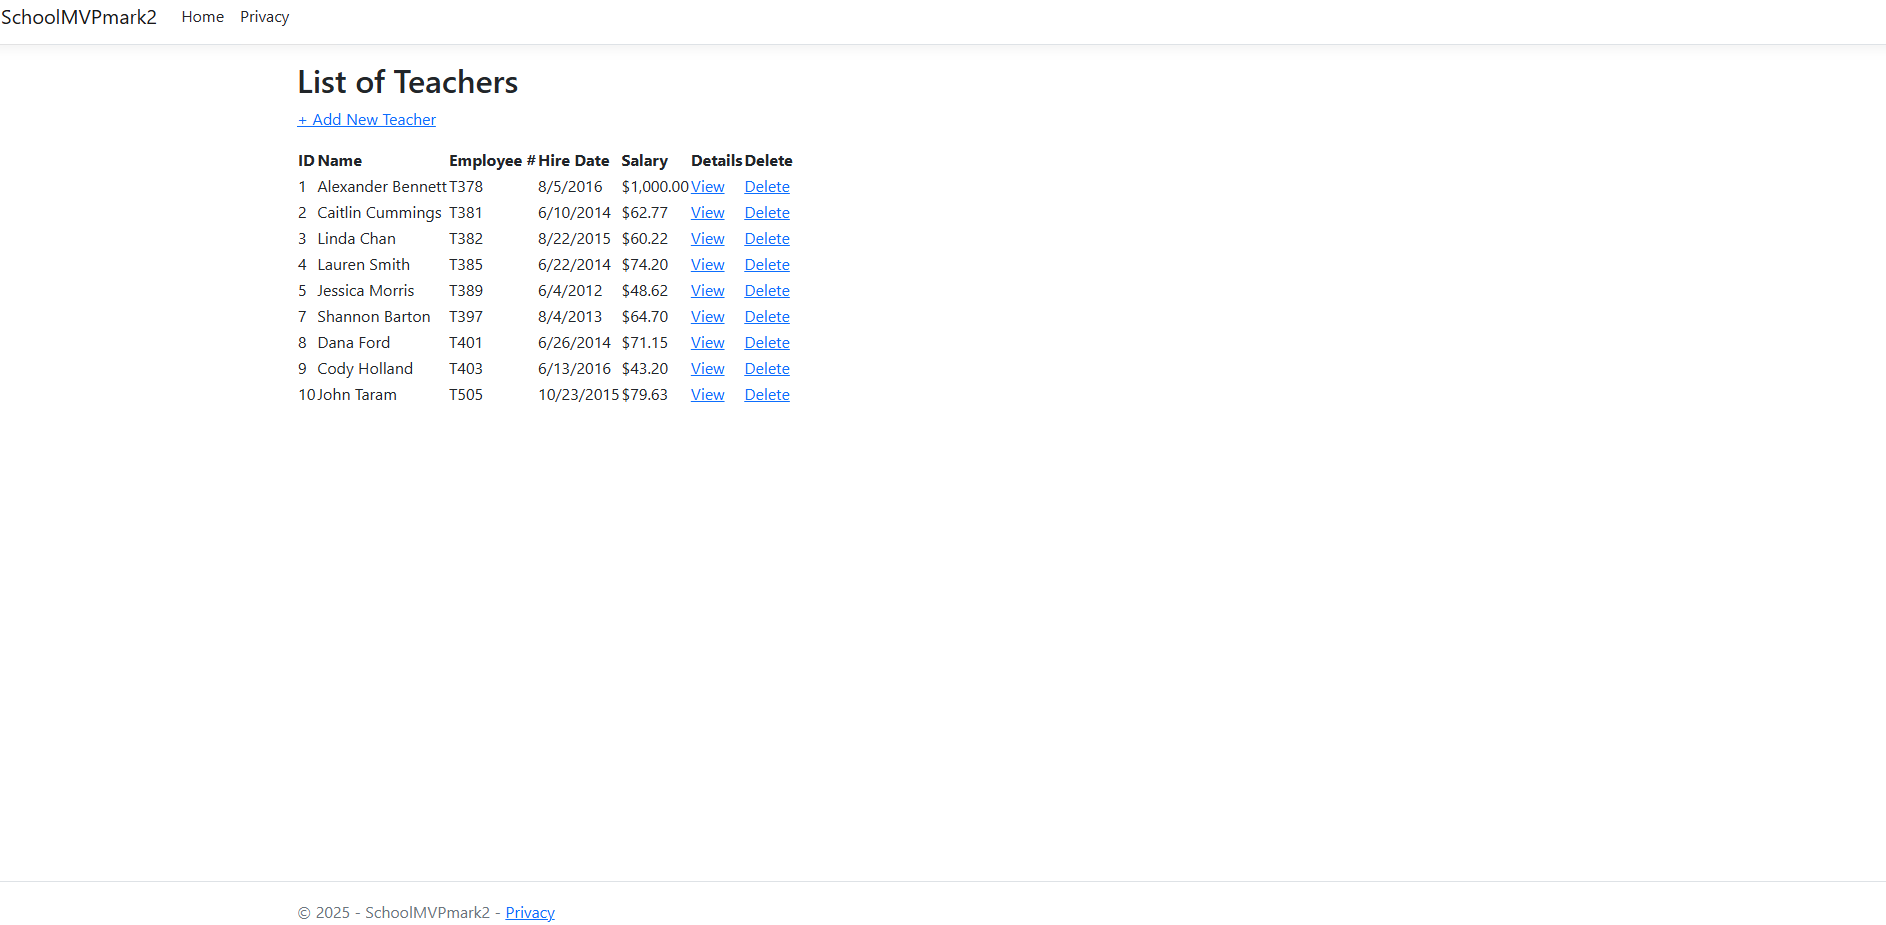 SchoolMVPmark2 Home Privacy
List of Teachers
+ Add New Teacher
ID Name Employee # Hire Date Salary Details Delete
1 Alexander Bennett T378 8/5/2016 $1,000.00 View Delete
2 Caitlin Cummings T381 6/10/2014 $62.77 View Delete
3 Linda Chan T382 8/22/2015 $60.22 View Delete
4 Lauren Smith T385 6/22/2014 $74.20 View Delete
5 Jessica Morris T389 6/4/2012 $48.62 View Delete
7 Shannon Barton T397 8/4/2013 $64.70 View Delete
8 Dana Ford T401 6/26/2014 $71.15 View Delete
9 Cody Holland T403 6/13/2016 $43.20 View Delete
10 John Taram T505 10/23/2015 $79.63 View Delete
© 2025 - SchoolMVPmark2 - Privacy